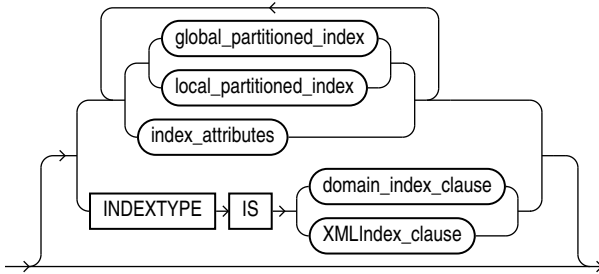 global_partitioned_index
local_partitioned_index
index_attributes
INDEXTYPE IS domain_index_clause
XMLIndex_clause